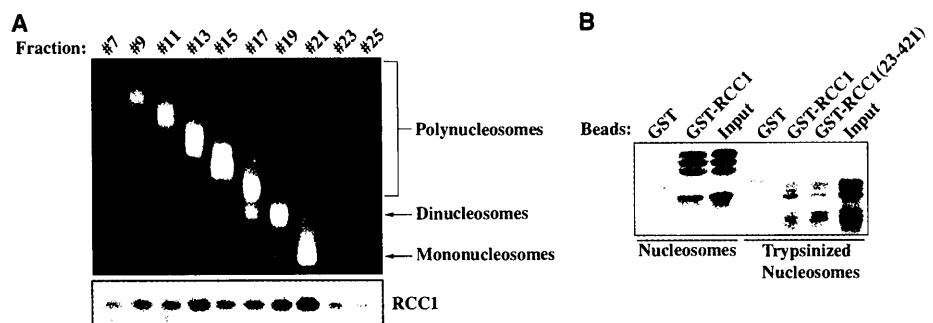 A
Fraction: #7 #9 #11 #13 #15 #17 #19 #21 #23 #25
Polynucleosomes
Dinucleosomes
Mononucleosomes
RCC1
B
Beads: GST GST-RCC1 Input GST GST-RCC1 GST-RCC1(23-421) Input
Nucleosomes
Trypsinized
Nucleosomes